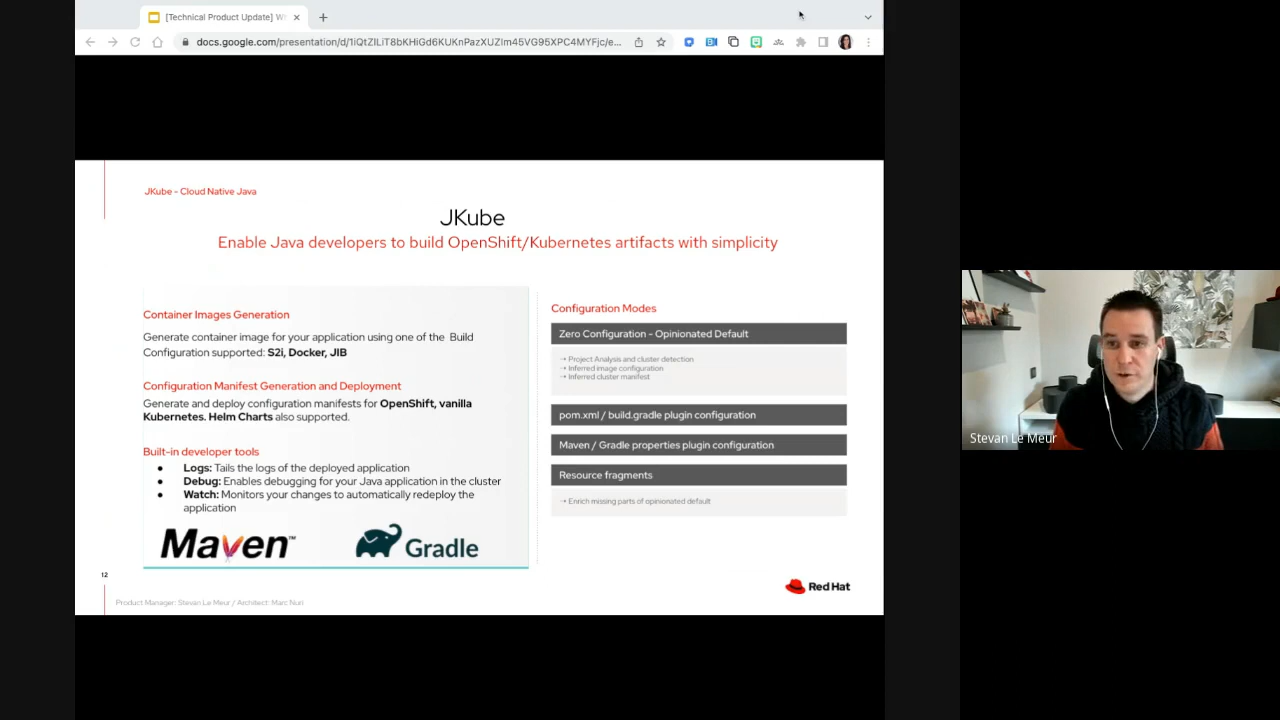 [Technical Product Update] W
docs.google.com/presentation/d/1iQtZILiT8bKHiGd6KUKnPazXUZIm45VG95XPC4MYFjc/e...
JKube - Cloud Native Java
JKube
Enable Java developers to build OpenShift/Kubernetes artifacts with simplicity
Container Images Generation
Generate container image for your application using one of the Build
Configuration supported: S2i, Docker, JIB
Configuration Manifest Generation and Deployment
Generate and deploy configuration manifests for OpenShift, vanilla
Kubernetes. Helm Charts also supported.
Built-in developer tools
● Logs: Tails the logs of the deployed application
● Debug: Enables debugging for your Java application in the cluster
● Watch: Monitors your changes to automatically redeploy the
application
Maven™
Gradle
Configuration Modes
Zero Configuration - Opinionated Default
→ Project Analysis and cluster detection
→ Inferred image configuration
→ Inferred cluster manifest
pom.xml / build.gradle plugin configuration
Maven / Gradle properties plugin configuration
Resource fragments
→ Enrich missing parts of opinionated default
12
Red Hat
Product Manager: Stevan Le Meur / Architect: Marc Nuri
Stevan Le Meur